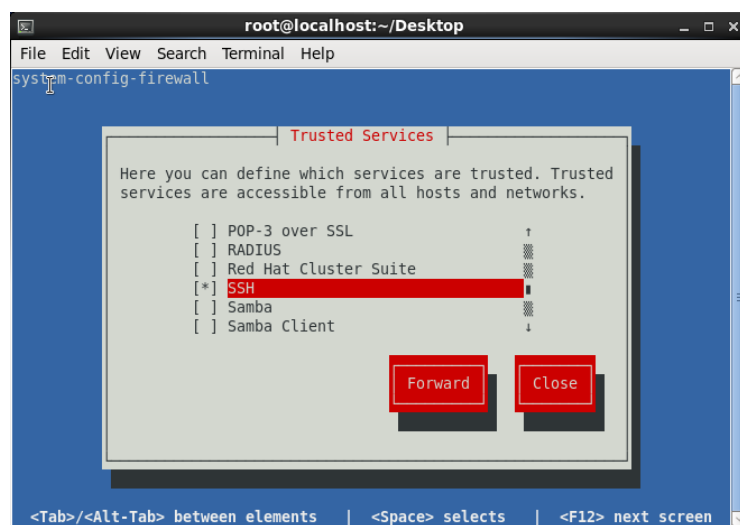 root@localhost:~/Desktop
File Edit View Search Terminal Help
system-config-firewall
Trusted Services
Here you can define which services are trusted. Trusted
services are accessible from all hosts and networks.
[ ] POP-3 over SSL
[ ] RADIUS
[ ] Red Hat Cluster Suite
[*] SSH
[ ] Samba
[ ] Samba Client
Forward Close
<Tab>/<Alt-Tab> between elements | <Space> selects | <F12> next screen